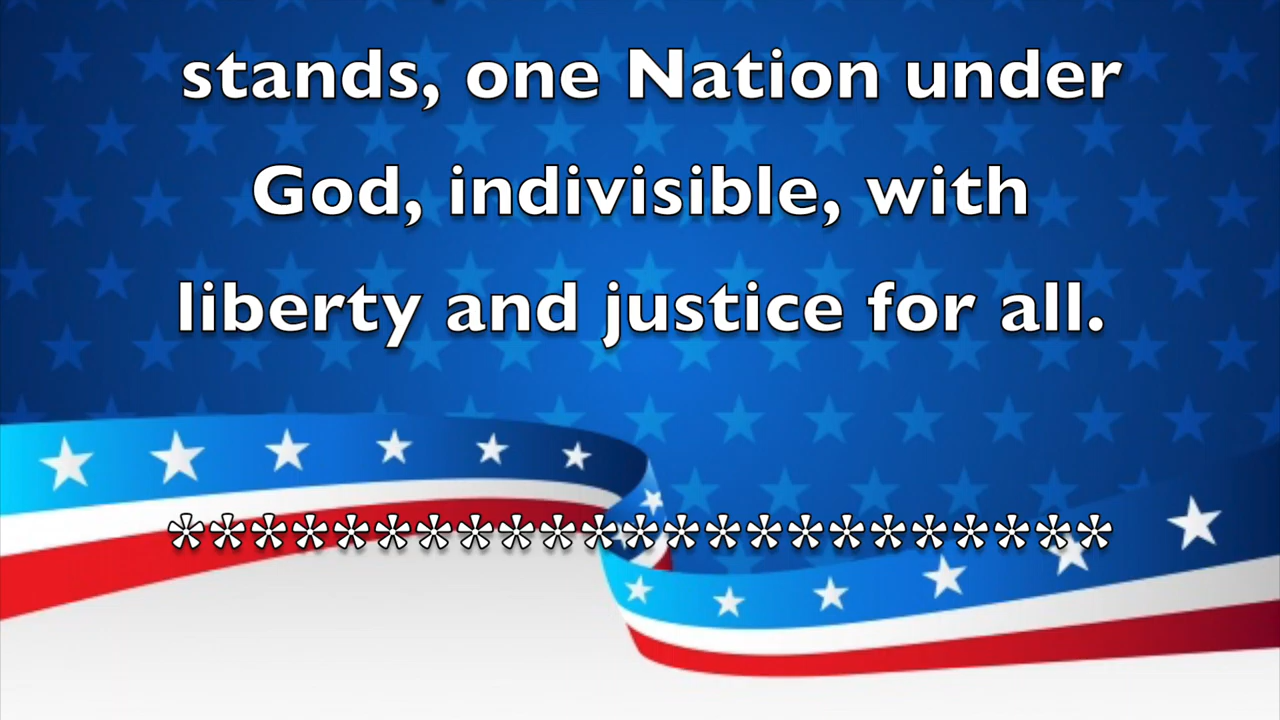 stands, one Nation under
God, indivisible, with
liberty and justice for all.
***********************